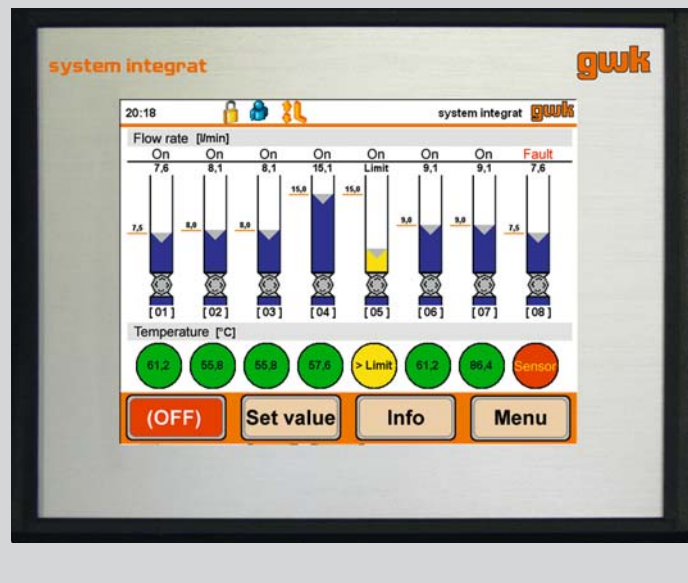 system integrat gwk
20:18 system integrat gwk
Flow rate [l/min]
On On On On On On On Fault
7,6 8,1 8,1 15,1 Limit 9,1 9,1 7,6
15,0 15,0
7,5 8,0 8,0 9,0 9,0 7,5
[01] [02] [03] [04] [05] [06] [07] [08]
Temperature [°C]
61,2 55,8 55,8 57,6 > Limit 61,2 86,4 Sensor
(OFF) Set value Info Menu